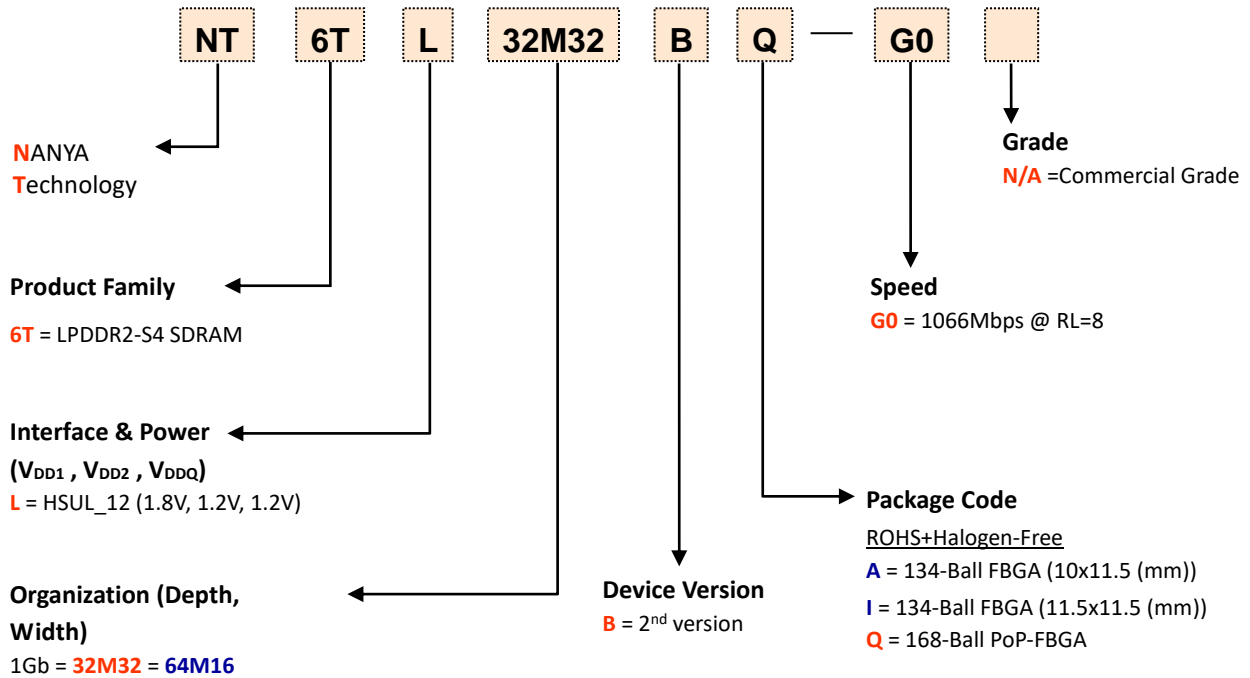 NT 6T L 32M32 B Q — G0
NANYA
Technology
Grade
N/A =Commercial Grade
Product Family
6T = LPDDR2-S4 SDRAM
Speed
G0 = 1066Mbps @ RL=8
Interface & Power
(VDD1 , VDD2 , VDDQ)
L = HSUL_12 (1.8V, 1.2V, 1.2V)
Package Code
ROHS+Halogen-Free
A = 134-Ball FBGA (10x11.5 (mm))
I = 134-Ball FBGA (11.5x11.5 (mm))
Q = 168-Ball PoP-FBGA
Device Version
B = 2nd version
Organization (Depth,
Width)
1Gb = 32M32 = 64M16